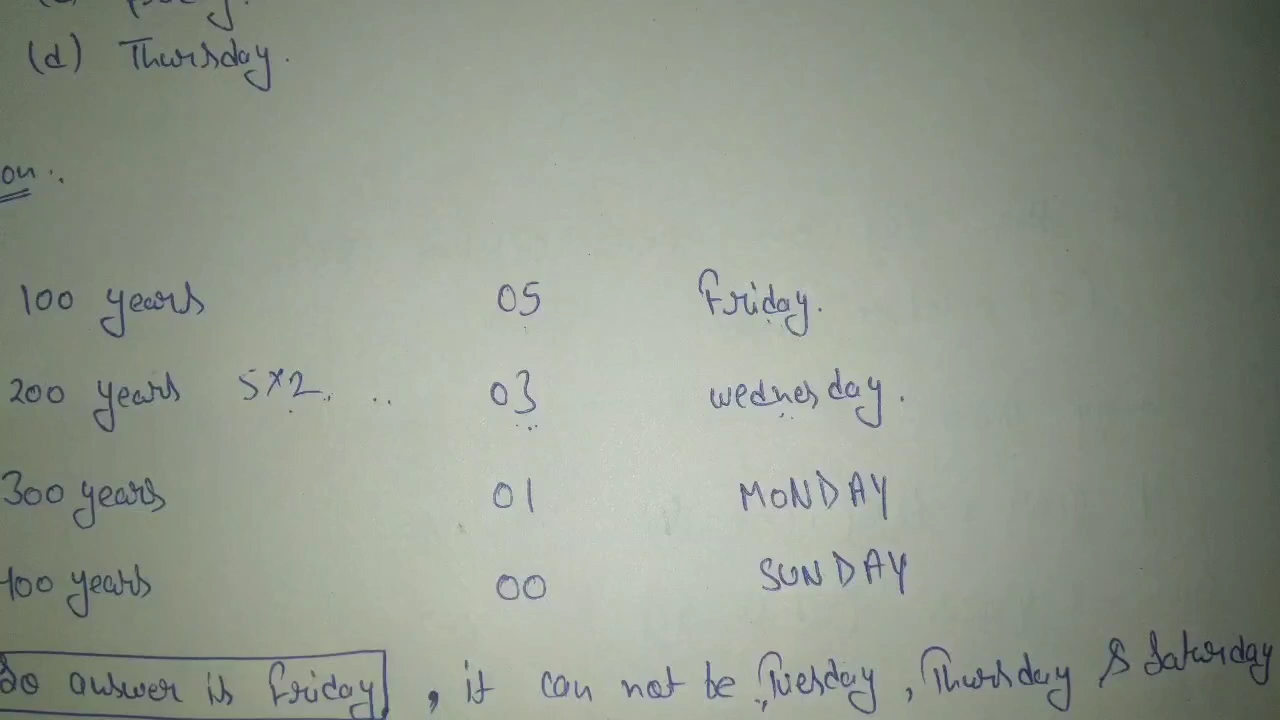 (d) Thursday.
on :.
100 years 05 Friday.
200 years 5×2 .. 03 wednesday.
300 years 01 MONDAY
400 years 00 SUNDAY
So answer is Friday , it can not be Tuesday , Thursday & Saturday